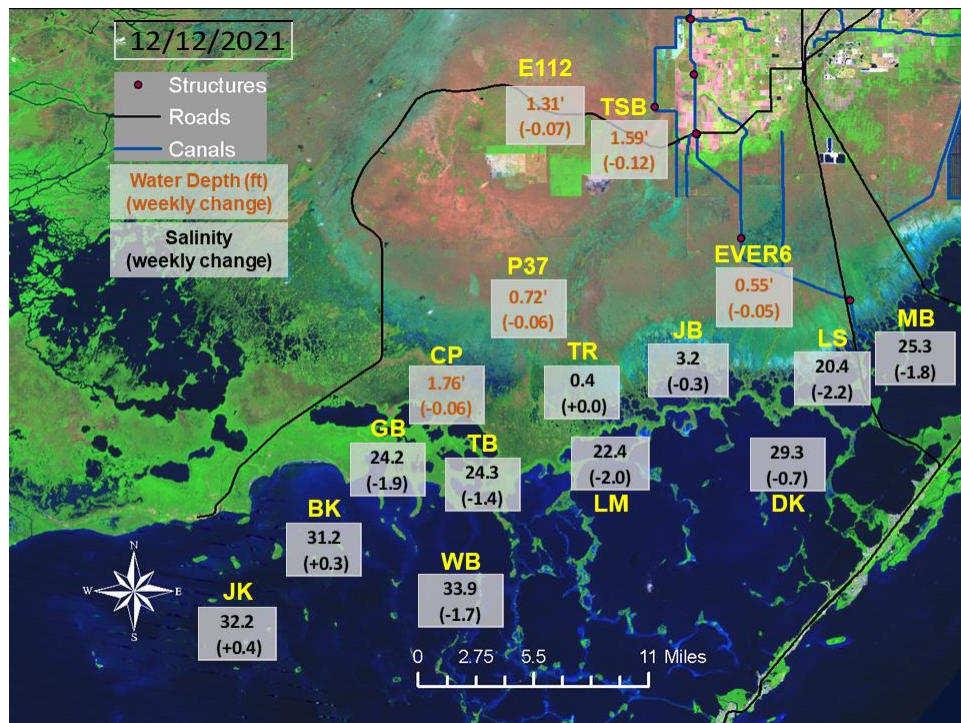 12/12/2021
Structures
Roads
Canals
Water Depth (ft)
(weekly change)
Salinity
(weekly change)
E112
1.31'
(-0.07)
TSB
1.59'
(-0.12)
P37
0.72'
(-0.06)
EVER6
0.55'
(-0.05)
CP
1.76'
(-0.06)
TR
0.4
(+0.0)
JB
3.2
(-0.3)
LS
20.4
(-2.2)
MB
25.3
(-1.8)
GB
24.2
(-1.9)
TB
24.3
(-1.4)
22.4
(-2.0)
LM
29.3
(-0.7)
DK
BK
31.2
(+0.3)
WB
33.9
(-1.7)
JK
32.2
(+0.4)
N
W E
S
0 2.75 5.5 11 Miles